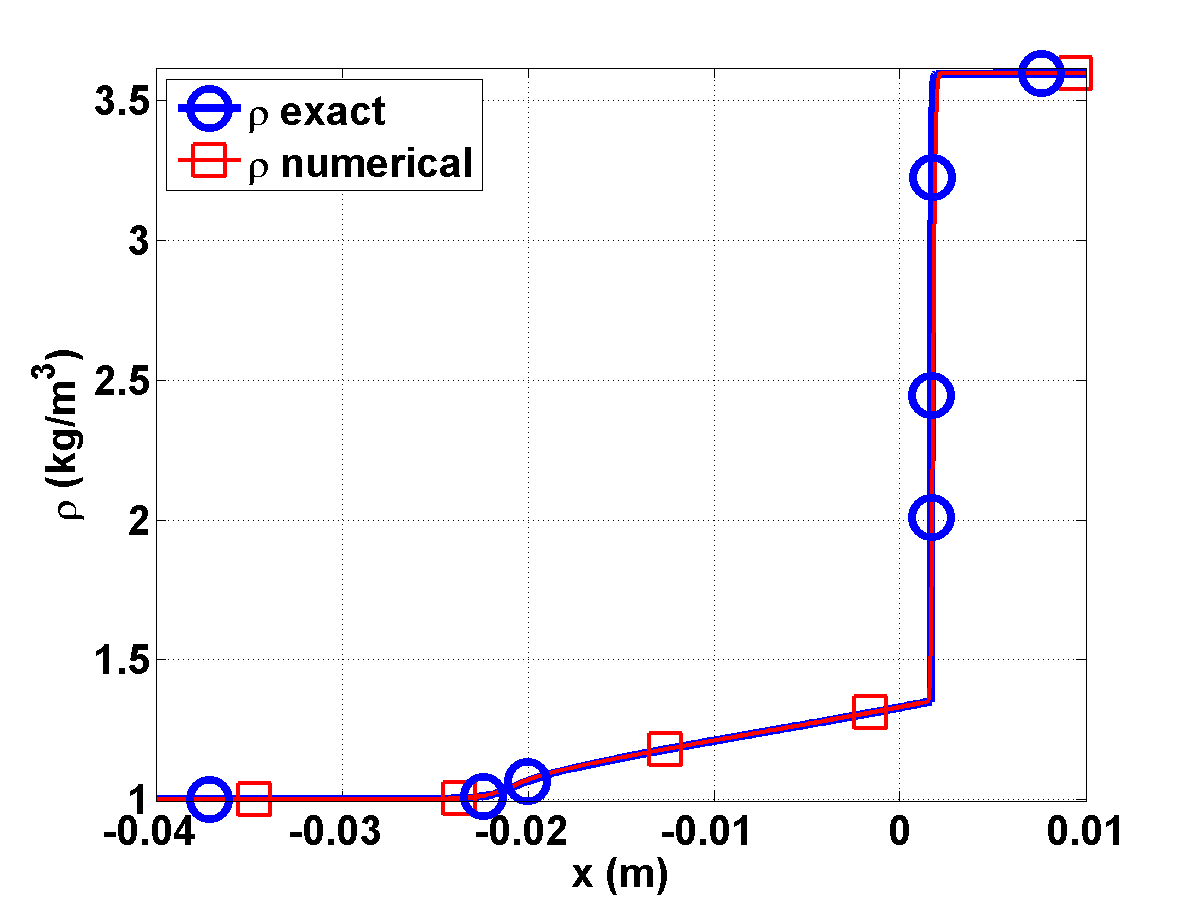 ρ exact
ρ numerical
3.5
3
2.5
2
1.5
1
ρ (kg/m³)
-0.04 -0.03 -0.02 -0.01 0 0.01
x (m)